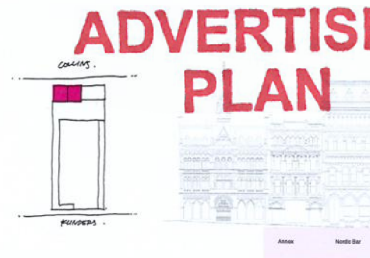 ADVERTIS
PLAN
COLLINS.
FLINDERS.
Annex
Nordic Bar